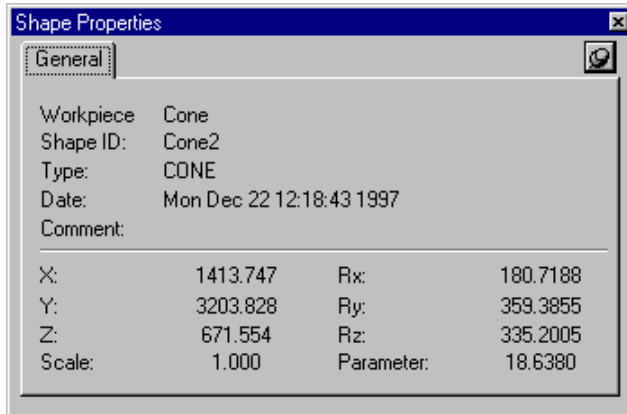 Shape Properties
General
Workpiece Cone
Shape ID: Cone2
Type: CONE
Date: Mon Dec 22 12:18:43 1997
Comment:
X: 1413.747 Rx: 180.7188
Y: 3203.828 Ry: 359.3855
Z: 671.554 Rz: 335.2005
Scale: 1.000 Parameter: 18.6380